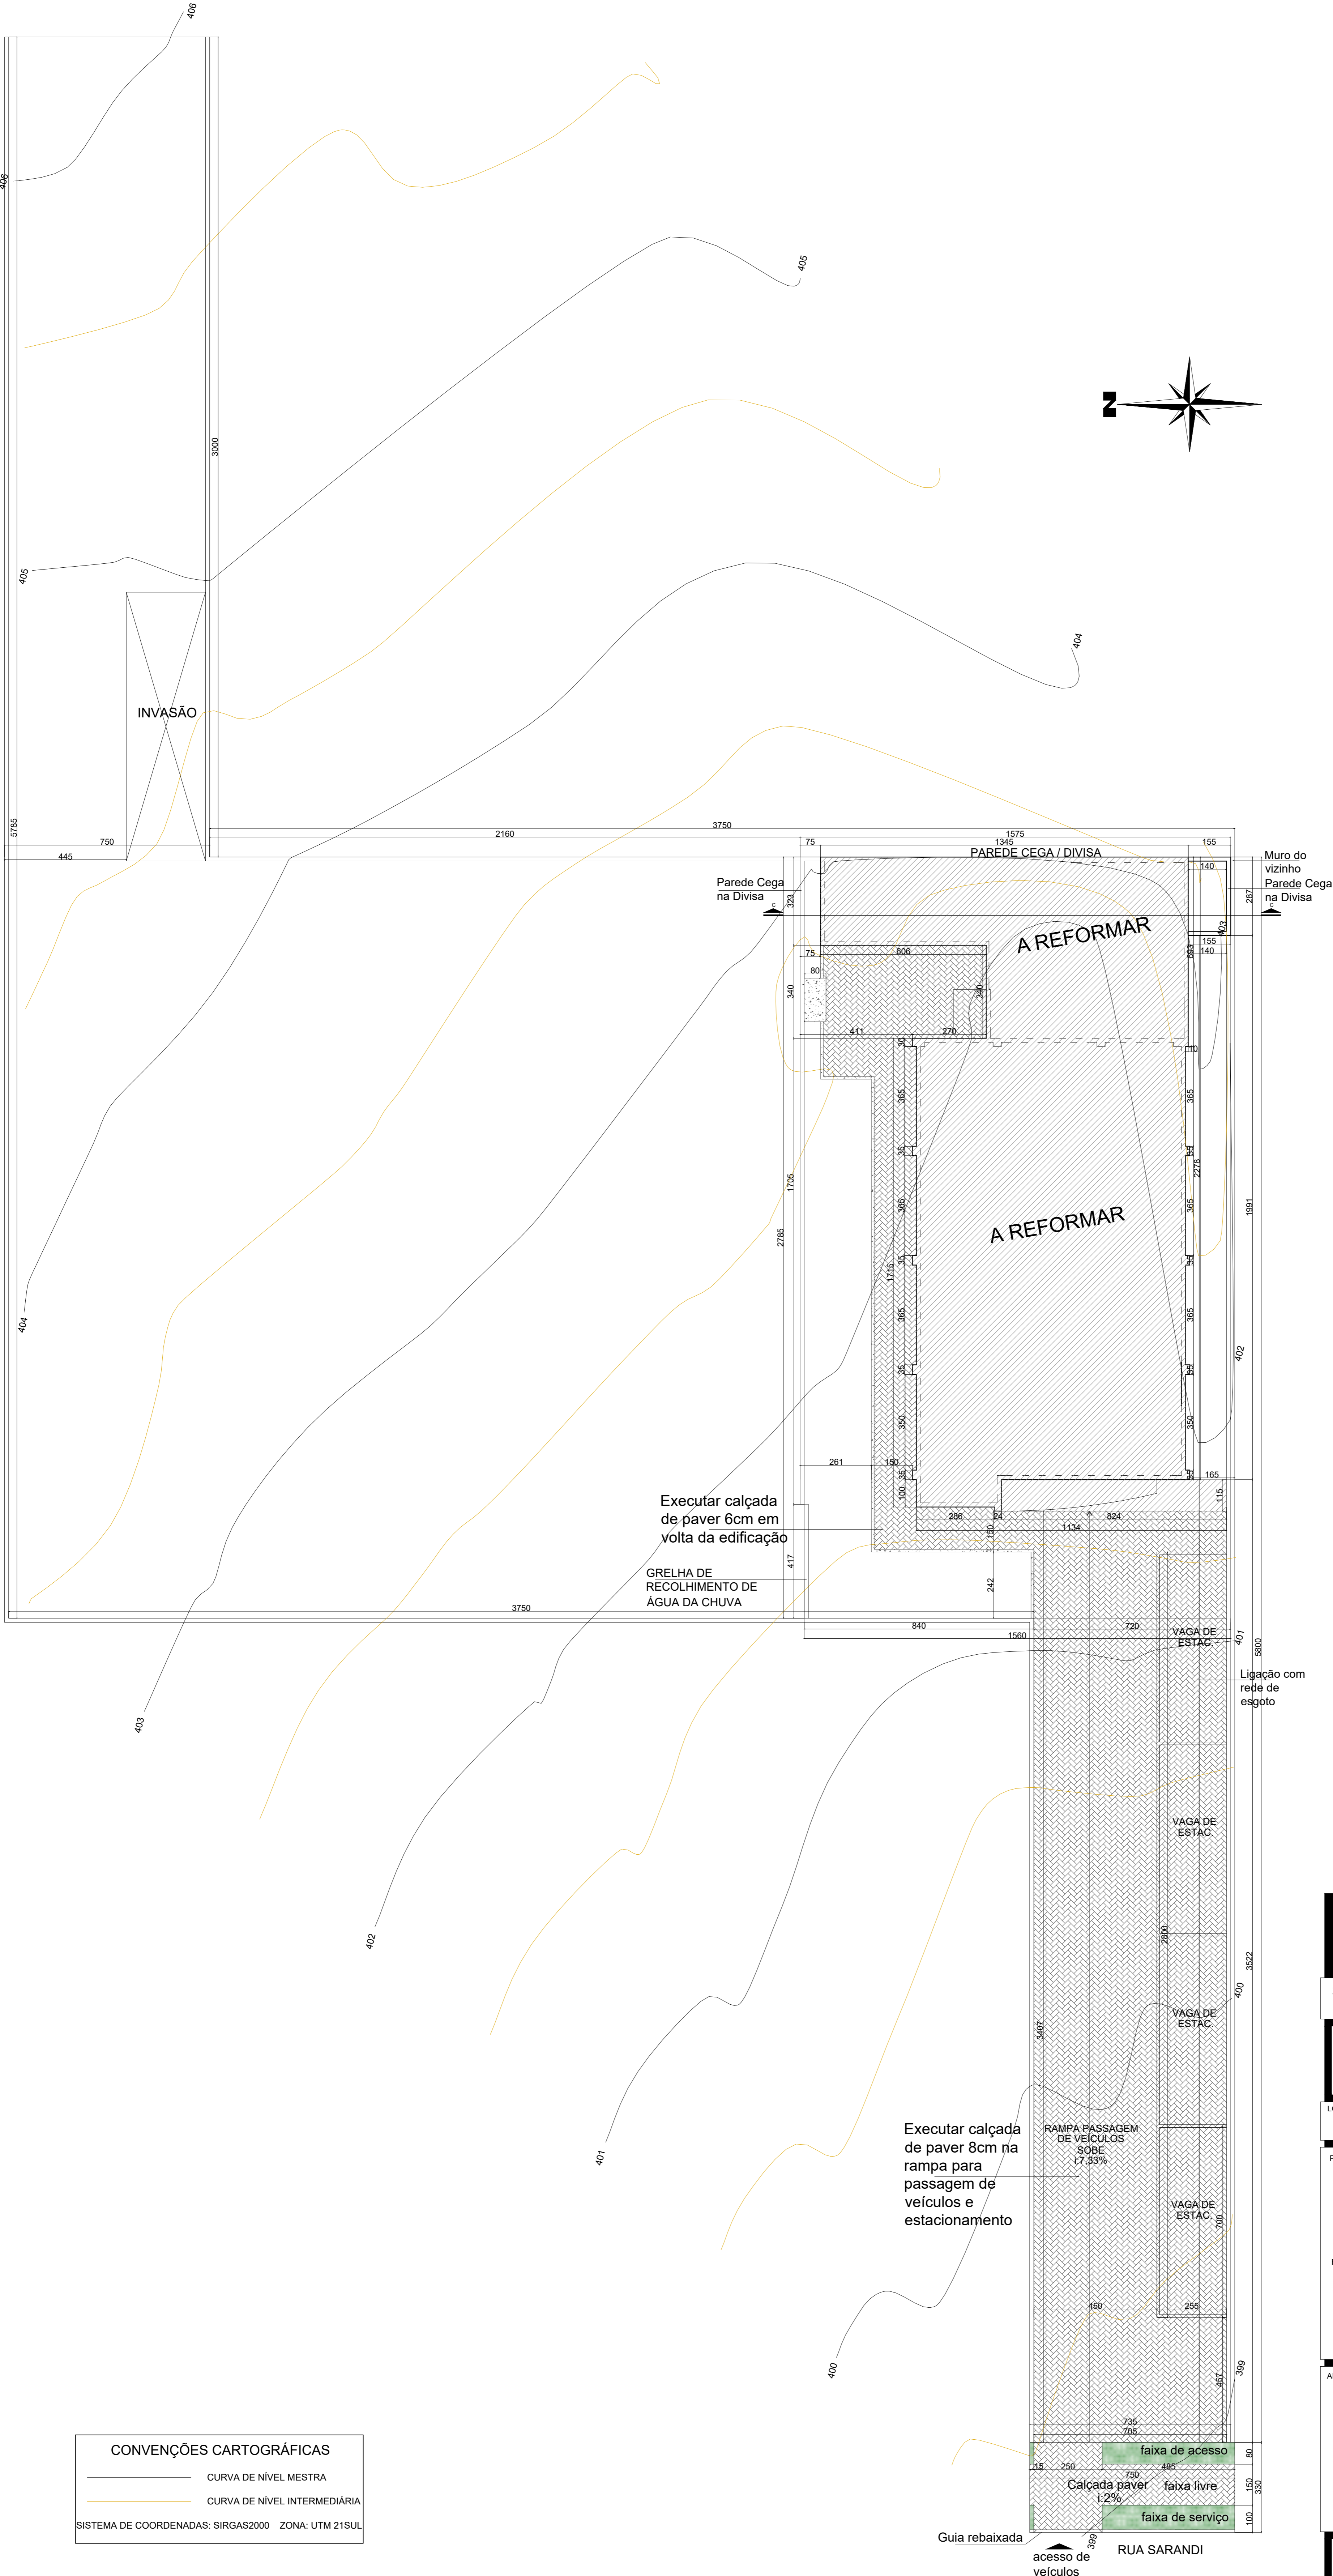 406
406
405
N
3000
405
404
INVASÃO
5785
750
445
3750
2160
1575
75
1345
155
PAREDE CEGA / DIVISA
Muro do
vizinho
140
Parede Cega
na Divisa
Parede Cega
na Divisa
323
287
C
C
A REFORMAR
403
155
75
606
693
140
80
340
340
411
270
30
10
365
365
35
35
2278
1705
365
365
1991
A REFORMAR
2785
35
35
1715
365
365
404
35
35
402
350
350
261
150
35
35
165
100
115
Executar calçada
de paver 6cm em
volta da edificação
286
24
824
150
1134
417
GRELHA DE
RECOLHIMENTO DE
ÁGUA DA CHUVA
242
3750
840
720
1560
VAGA DE
ESTAC.
401
5800
Ligação com
rede de
esgoto
403
VAGA DE
ESTAC.
402
2800
3522
400
VAGA DE
ESTAC.
3407
401
Executar calçada
de paver 8cm na
rampa para
passagem de
veículos e
estacionamento
RAMPA PASSAGEM
DE VEÍCULOS
SOBE
i:7,33%
VAGA DE
ESTAC.
700
450
255
400
399
467
735
705
faixa de acesso
80
15
250
485
750
Calçada paver
i:2%
faixa livre
150
330
faixa de serviço
100
Guia rebaixada
399
RUA SARANDI
acesso de
veículos
CONVENÇÕES CARTOGRÁFICAS
CURVA DE NÍVEL MESTRA
CURVA DE NÍVEL INTERMEDIÁRIA
SISTEMA DE COORDENADAS: SIRGAS2000 ZONA: UTM 21SUL